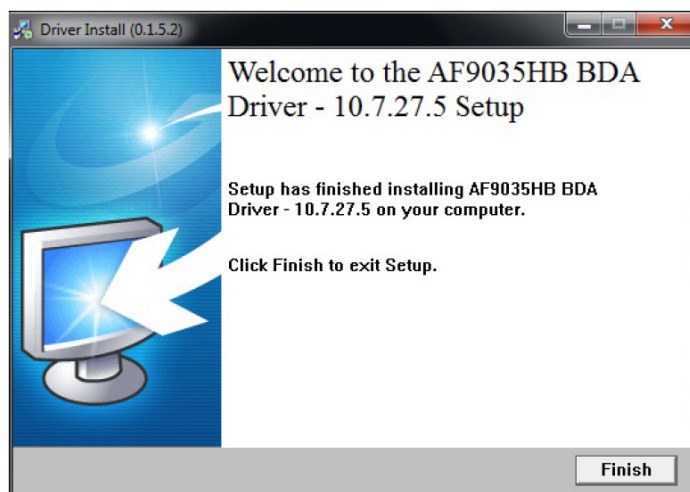 Driver Install (0.1.5.2)
Welcome to the AF9035HB BDA
Driver - 10.7.27.5 Setup
Setup has finished installing AF9035HB BDA
Driver - 10.7.27.5 on your computer.
Click Finish to exit Setup.
Finish